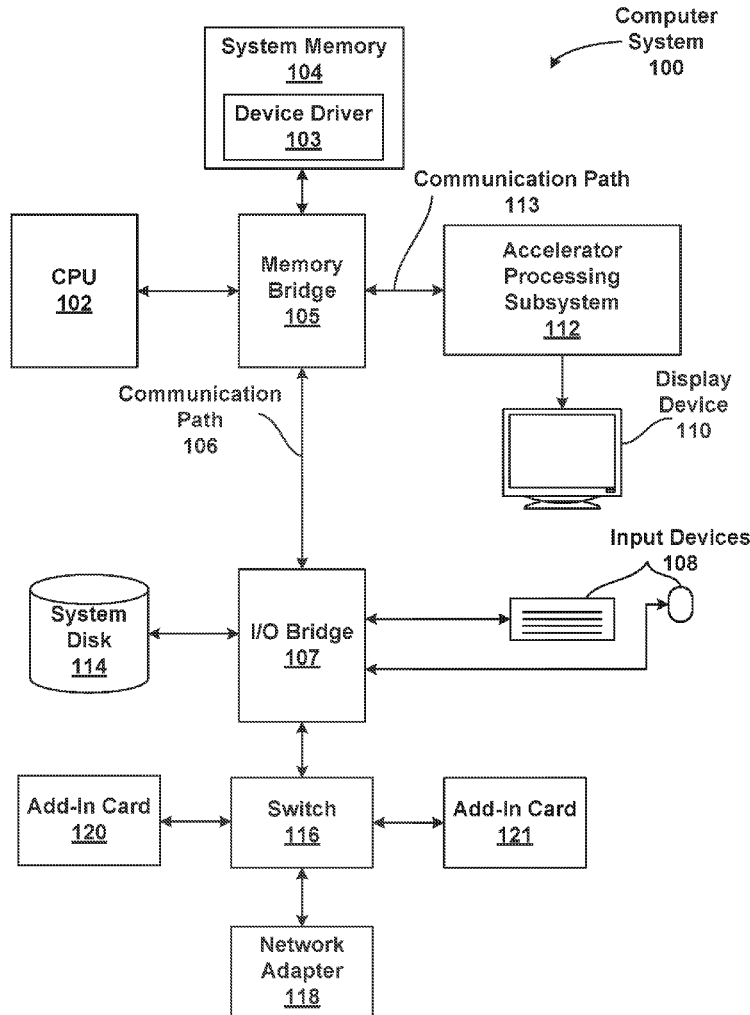 Computer
System
100
System Memory
104
Device Driver
103
Communication Path
113
CPU
102
Memory
Bridge
105
Accelerator
Processing
Subsystem
112
Communication
Path
106
Display
Device
110
Input Devices
108
System
Disk
114
I/O Bridge
107
Add-In Card
120
Switch
116
Add-In Card
121
Network
Adapter
118